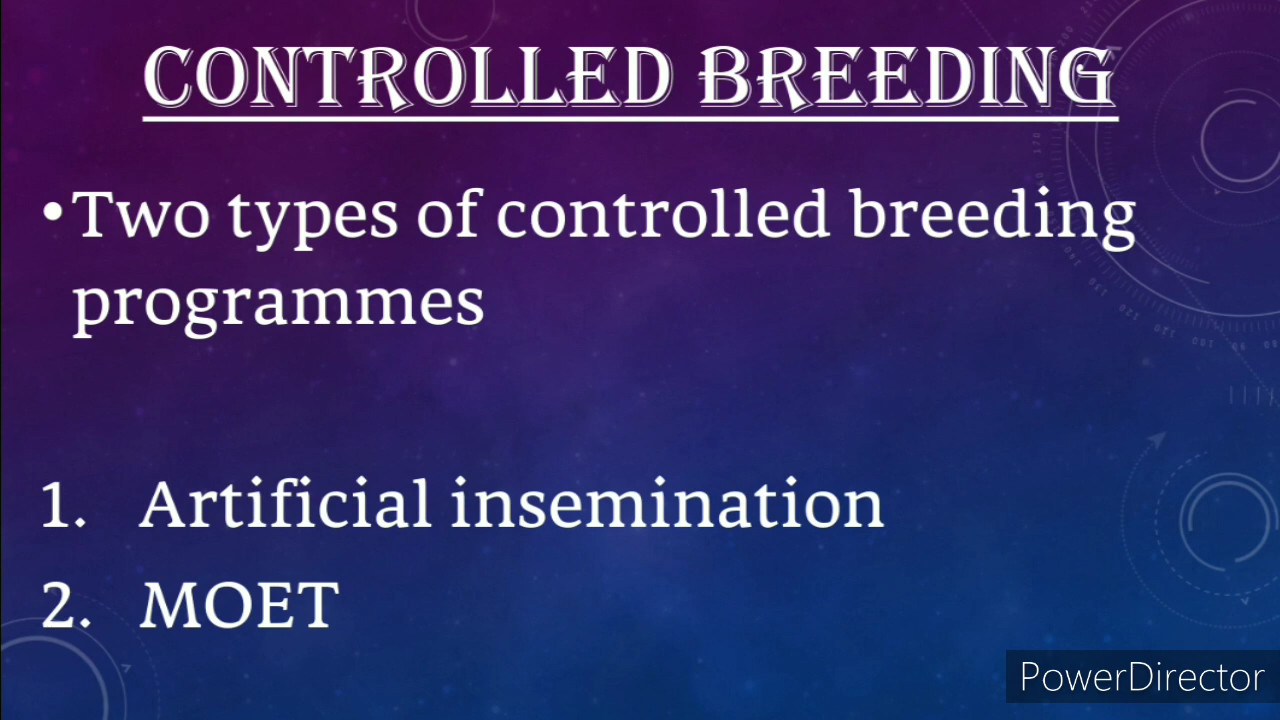 CONTROLLED BREEDING
•Two types of controlled breeding
programmes
1. Artificial insemination
2. MOET
PowerDirector